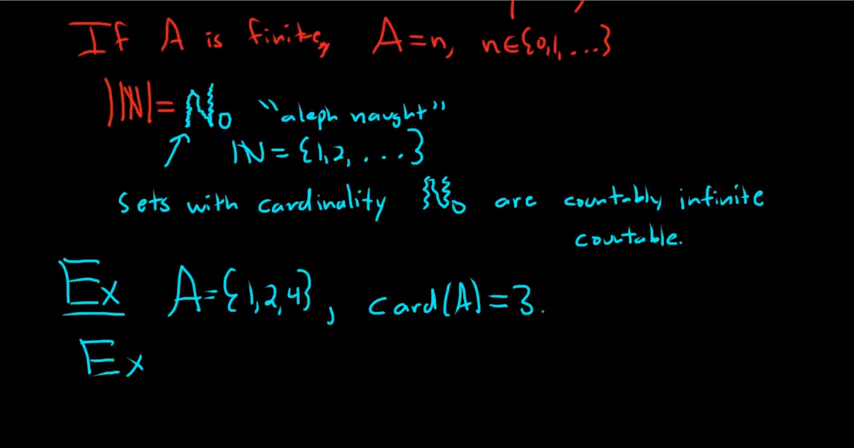 If A is finite, A=n, n∈{0,1,...}
|ℕ|=ℵ₀ "aleph naught"
ℕ={1,2,...}
sets with cardinality ℵ₀ are countably infinite
countable.
Ex A={1,2,4}, card(A)=3.
Ex